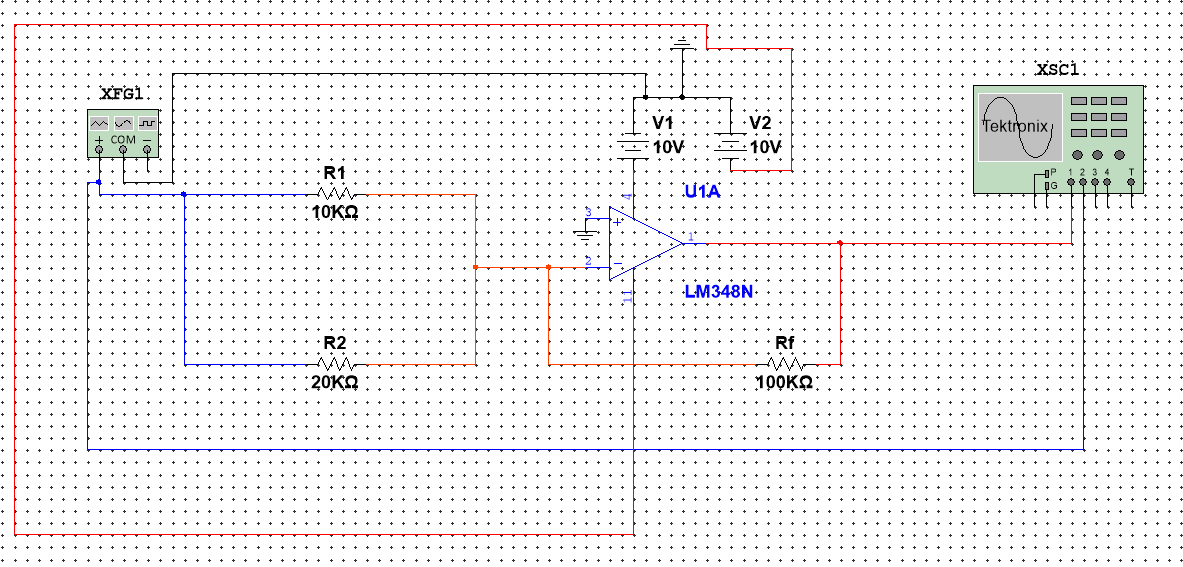 XFG1
+ COM −
XSC1
Tektronix
P
G
1 2 3 4 T
V1
10V
V2
10V
R1
10KΩ
U1A
4
3
+
1
2
−
11
LM348N
R2
20KΩ
Rf
100KΩ